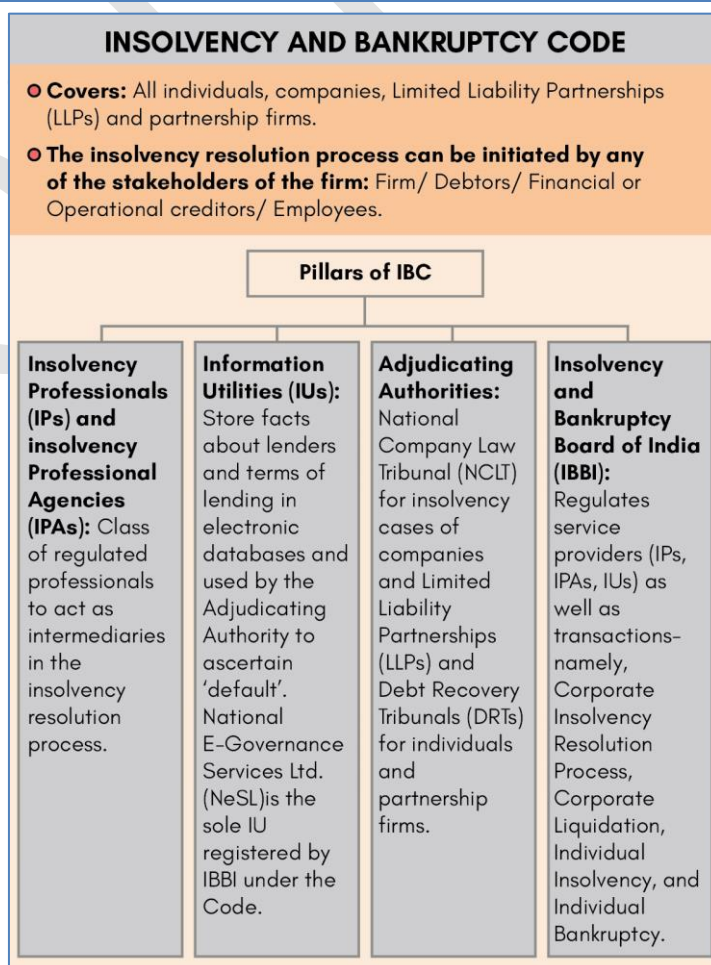 INSOLVENCY AND BANKRUPTCY CODE
Covers: All individuals, companies, Limited Liability Partnerships
(LLPs) and partnership firms.
The insolvency resolution process can be initiated by any
of the stakeholders of the firm: Firm/ Debtors/ Financial or
Operational creditors/ Employees.
Pillars of IBC
Insolvency
Professionals
(IPs) and
insolvency
Professional
Agencies
(IPAs): Class
of regulated
professionals
to act as
intermediaries
in the
insolvency
resolution
process.
Information
Utilities (IUs):
Store facts
about lenders
and terms of
lending in
electronic
databases and
used by the
Adjudicating
Authority to
ascertain
‘default’.
National
E-Governance
Services Ltd.
(NeSL)is the
sole IU
registered by
IBBI under the
Code.
Adjudicating
Authorities:
National
Company Law
Tribunal (NCLT)
for insolvency
cases of
companies
and Limited
Liability
Partnerships
(LLPs) and
Debt Recovery
Tribunals (DRTs)
for individuals
and
partnership
firms.
Insolvency
and
Bankruptcy
Board of India
(IBBI):
Regulates
service
providers (IPs,
IPAs, IUs) as
well as
transactions-
namely,
Corporate
Insolvency
Resolution
Process,
Corporate
Liquidation,
Individual
Insolvency, and
Individual
Bankruptcy.